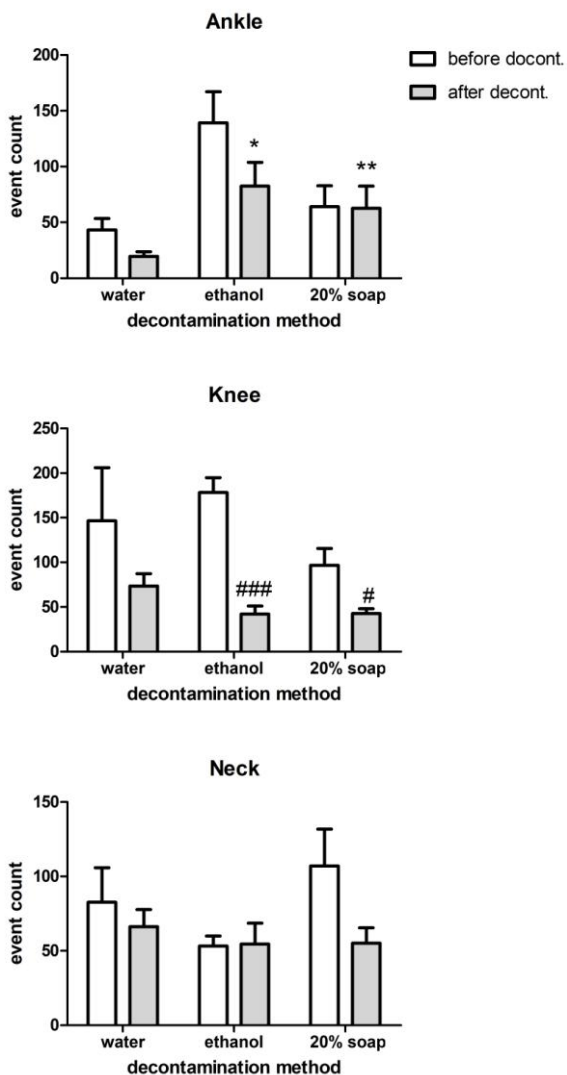 Ankle
200
150
100
50
0
event count
* **
water ethanol 20% soap
decontamination method
before docont.
after decont.
Knee
250
200
150
100
50
0
event count
### #
water ethanol 20% soap
decontamination method
Neck
150
100
50
0
event count
water ethanol 20% soap
decontamination method